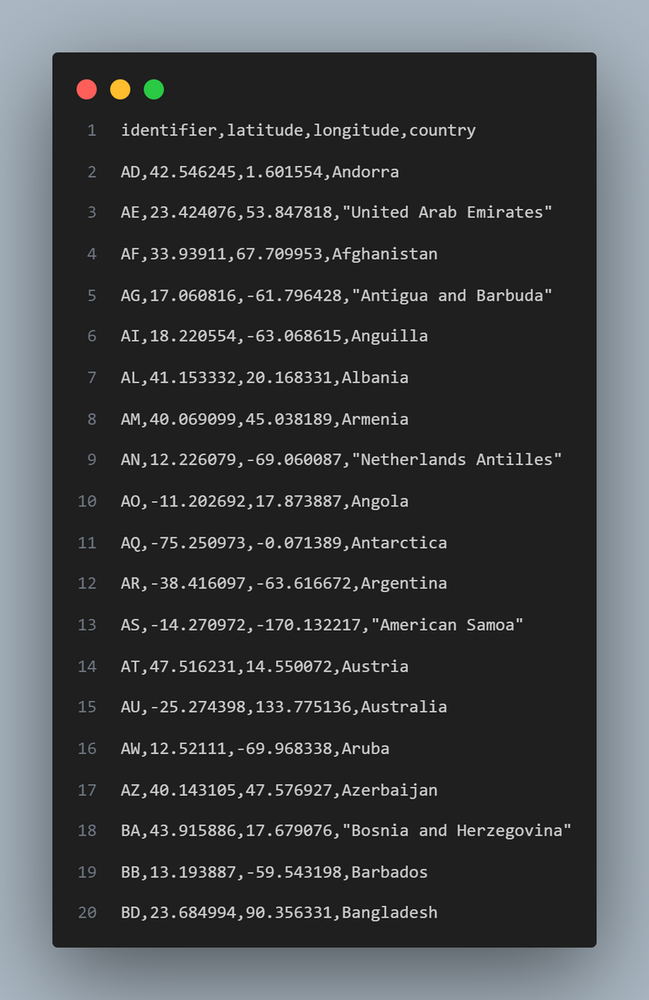 1 identifier,latitude,longitude,country
2 AD,42.546245,1.601554,Andorra
3 AE,23.424076,53.847818,"United Arab Emirates"
4 AF,33.93911,67.709953,Afghanistan
5 AG,17.060816,-61.796428,"Antigua and Barbuda"
6 AI,18.220554,-63.068615,Anguilla
7 AL,41.153332,20.168331,Albania
8 AM,40.069099,45.038189,Armenia
9 AN,12.226079,-69.060087,"Netherlands Antilles"
10 AO,-11.202692,17.873887,Angola
11 AQ,-75.250973,-0.071389,Antarctica
12 AR,-38.416097,-63.616672,Argentina
13 AS,-14.270972,-170.132217,"American Samoa"
14 AT,47.516231,14.550072,Austria
15 AU,-25.274398,133.775136,Australia
16 AW,12.52111,-69.968338,Aruba
17 AZ,40.143105,47.576927,Azerbaijan
18 BA,43.915886,17.679076,"Bosnia and Herzegovina"
19 BB,13.193887,-59.543198,Barbados
20 BD,23.684994,90.356331,Bangladesh